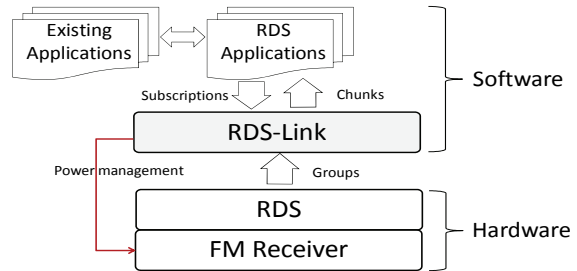 Existing
Applications
RDS
Applications
Subscriptions
Chunks
Software
RDS-Link
Power management
Groups
RDS
Hardware
FM Receiver